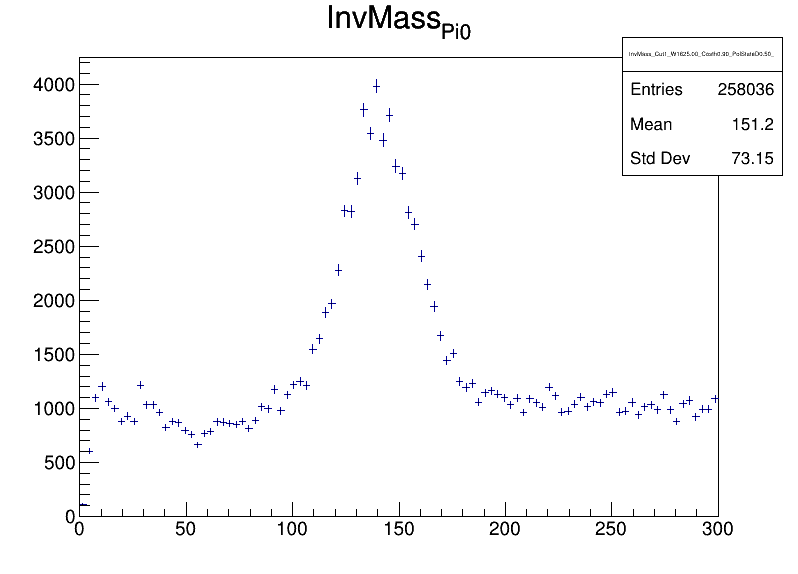 InvMass_Pi0
InvMass_Cut1_W1625.00_Costh0.90_PolStateD0.50_
Entries 258036
Mean 151.2
Std Dev 73.15
4000
3500
3000
2500
2000
1500
1000
500
0
0 50 100 150 200 250 300